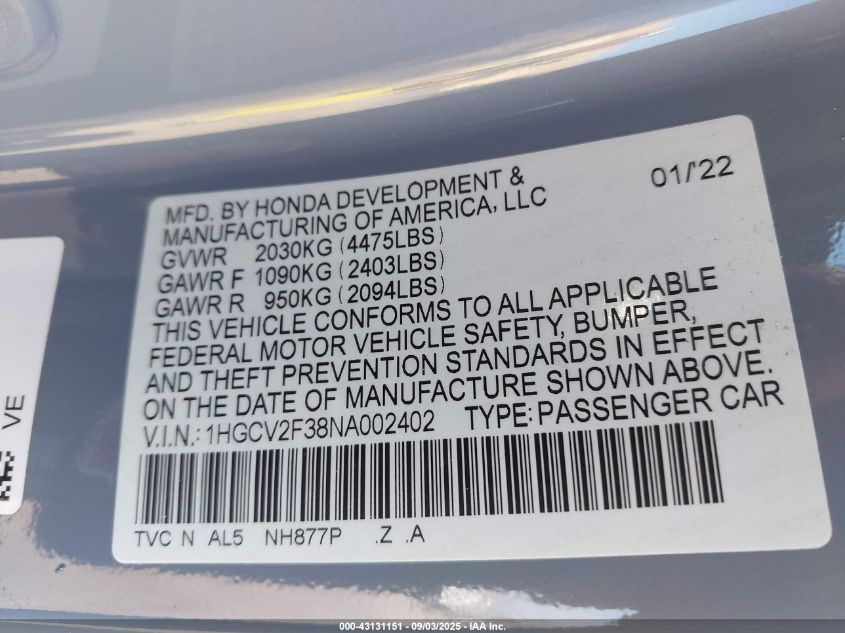 MFD. BY HONDA DEVELOPMENT & 01/'22
MANUFACTURING OF AMERICA, LLC
GVWR 2030KG (4475LBS)
GAWR F 1090KG (2403LBS)
GAWR R 950KG (2094LBS)
THIS VEHICLE CONFORMS TO ALL APPLICABLE
FEDERAL MOTOR VEHICLE SAFETY, BUMPER,
AND THEFT PREVENTION STANDARDS IN EFFECT
ON THE DATE OF MANUFACTURE SHOWN ABOVE.
V.I.N.: 1HGCV2F38NA002402 TYPE: PASSENGER CAR
TVC N AL5 NH877P .Z .A
VE
000-43131151 - 09/03/2025 - IAA Inc.